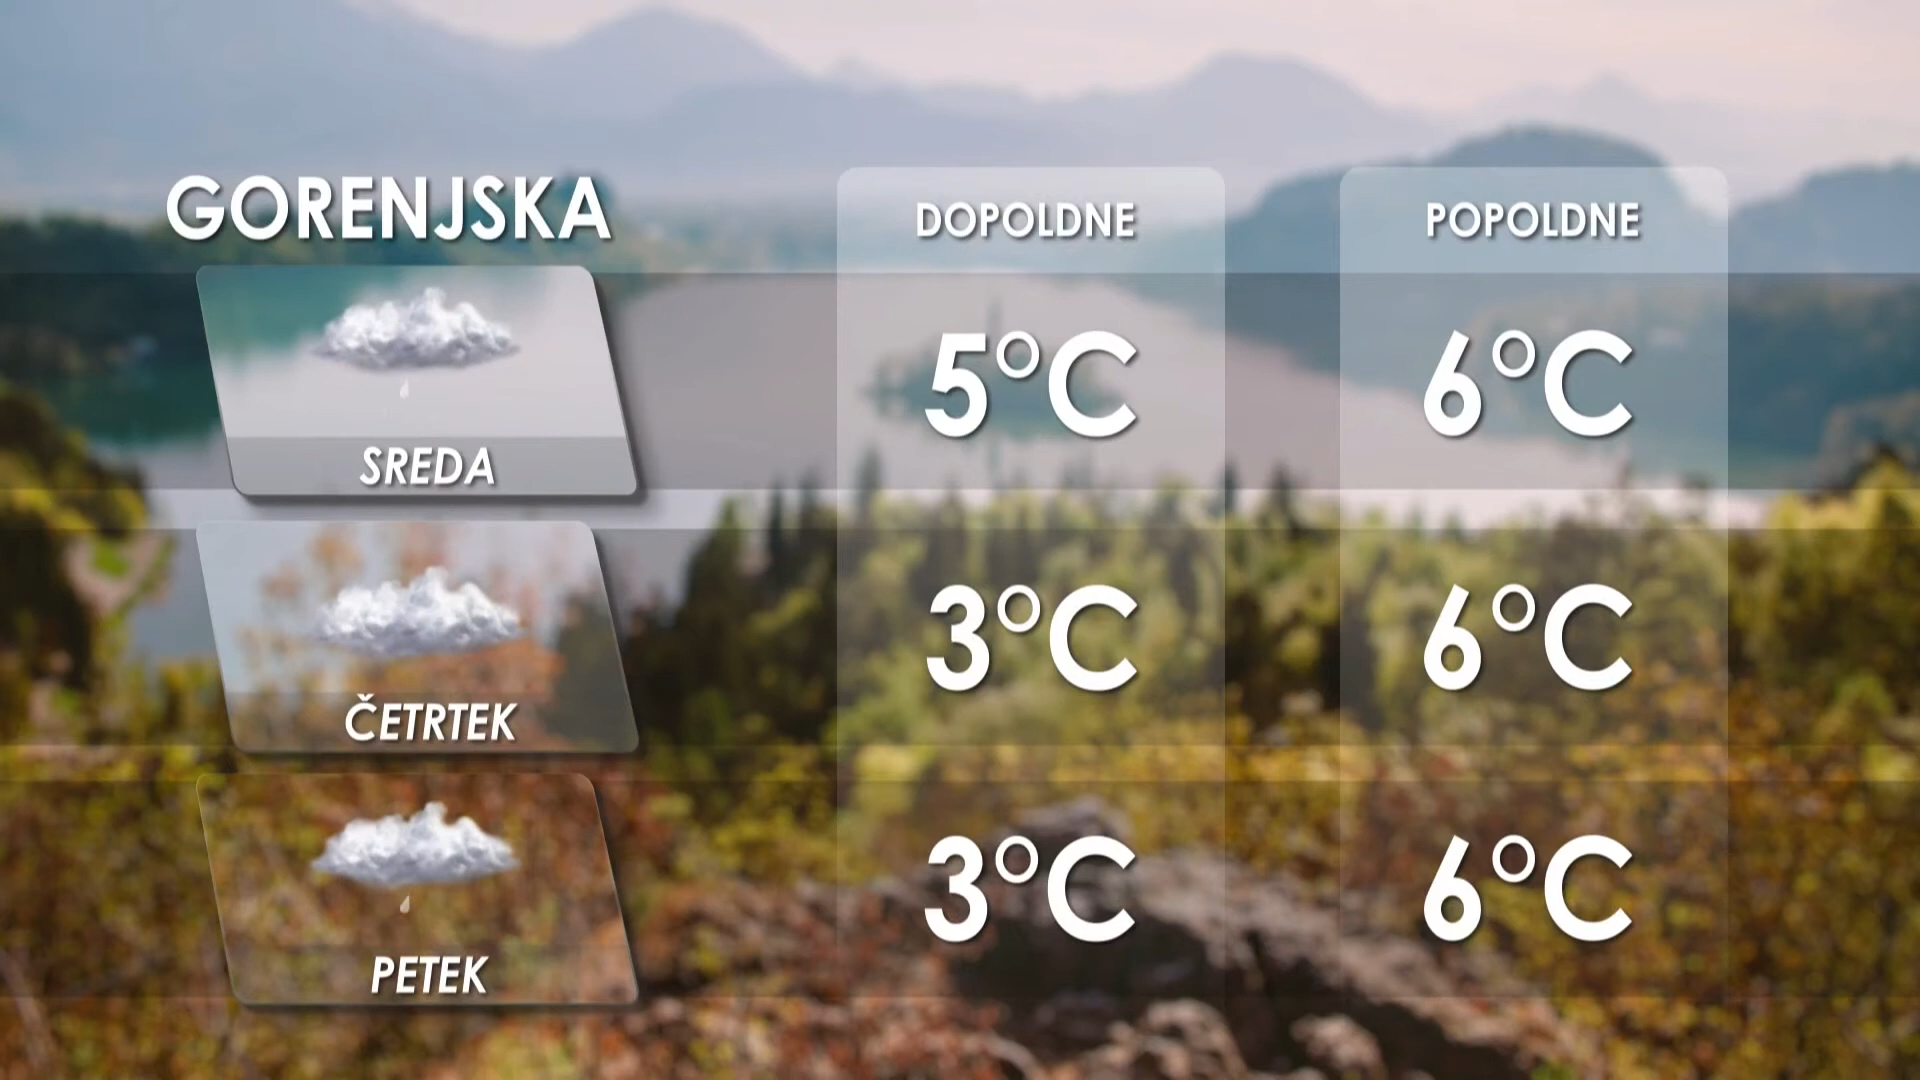 GORENJSKA
DOPOLDNE
POPOLDNE
5°C
6°C
SREDA
3°C
6°C
ČETRTEK
3°C
6°C
PETEK